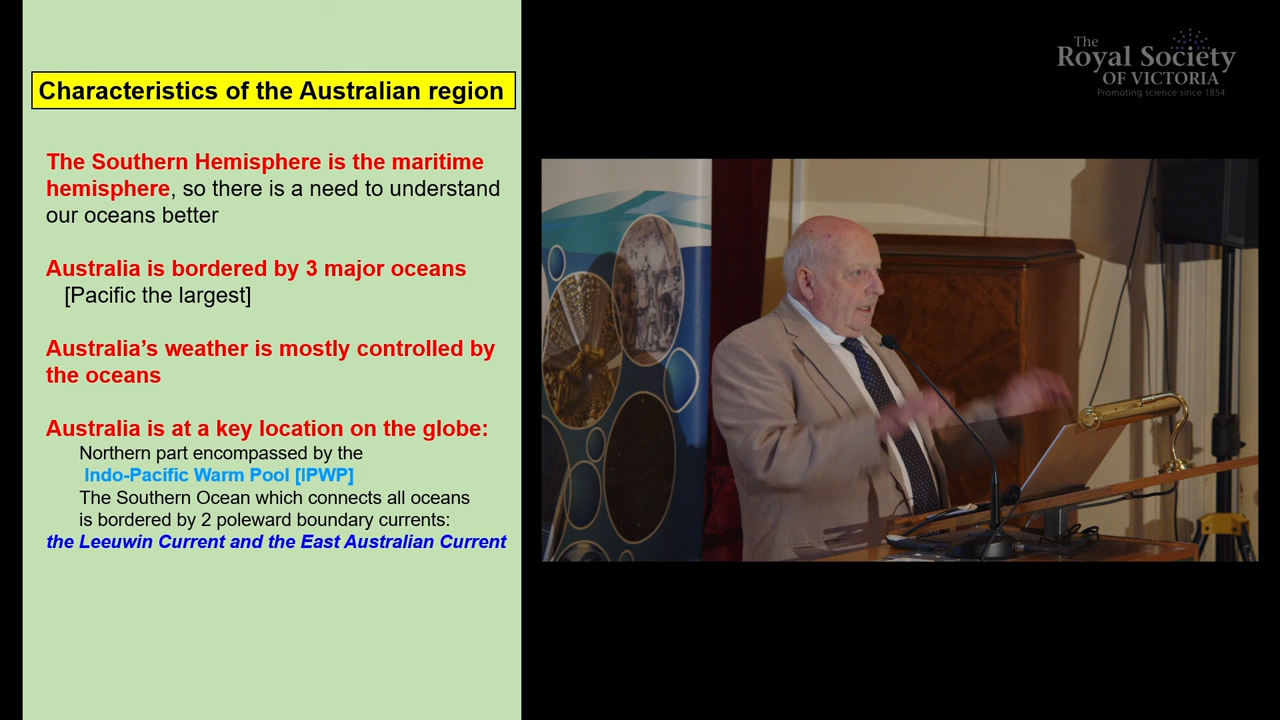 Characteristics of the Australian region
The Southern Hemisphere is the maritime
hemisphere, so there is a need to understand
our oceans better
Australia is bordered by 3 major oceans
[Pacific the largest]
Australia’s weather is mostly controlled by
the oceans
Australia is at a key location on the globe:
Northern part encompassed by the
Indo-Pacific Warm Pool [IPWP]
The Southern Ocean which connects all oceans
is bordered by 2 poleward boundary currents:
the Leeuwin Current and the East Australian Current
The
Royal Society
OF VICTORIA
Promoting science since 1854